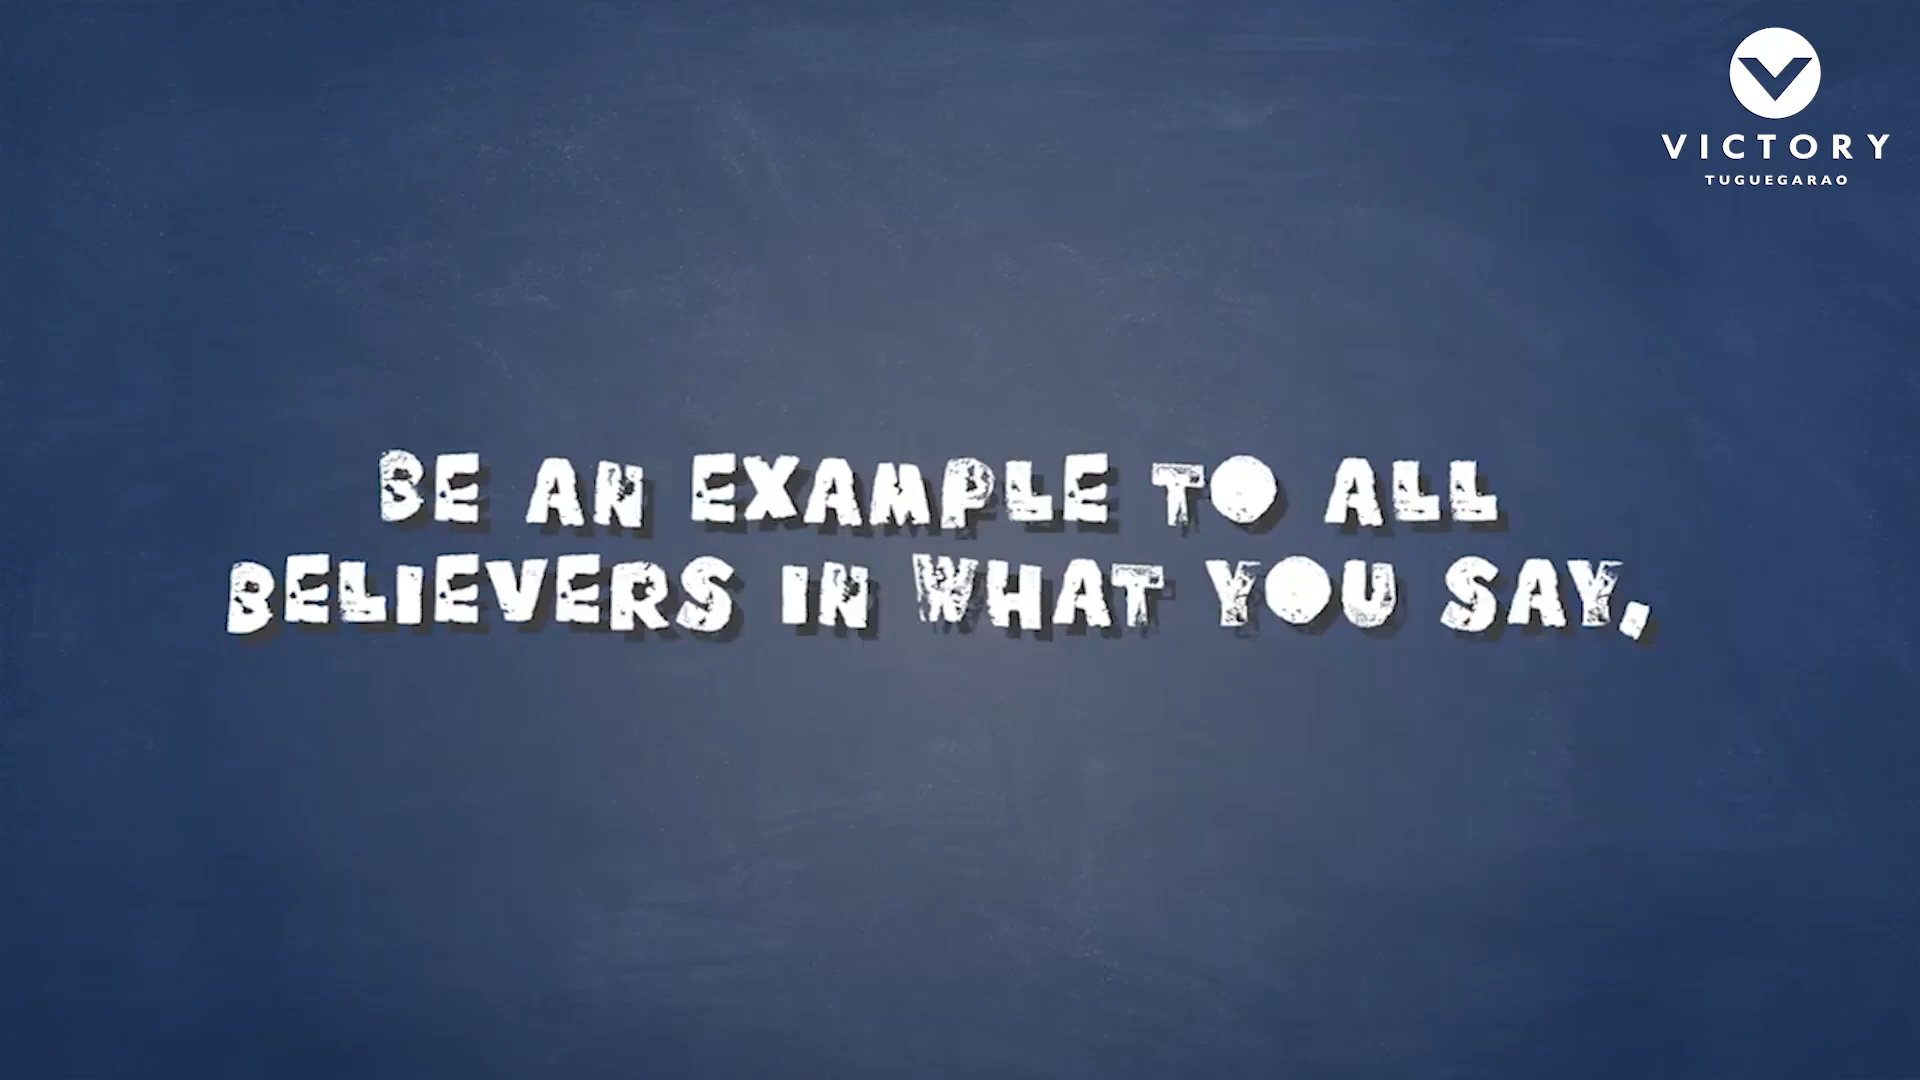 VICTORY
TUGUEGARAO
BE AN EXAMPLE TO ALL
BELIEVERS IN WHAT YOU SAY,